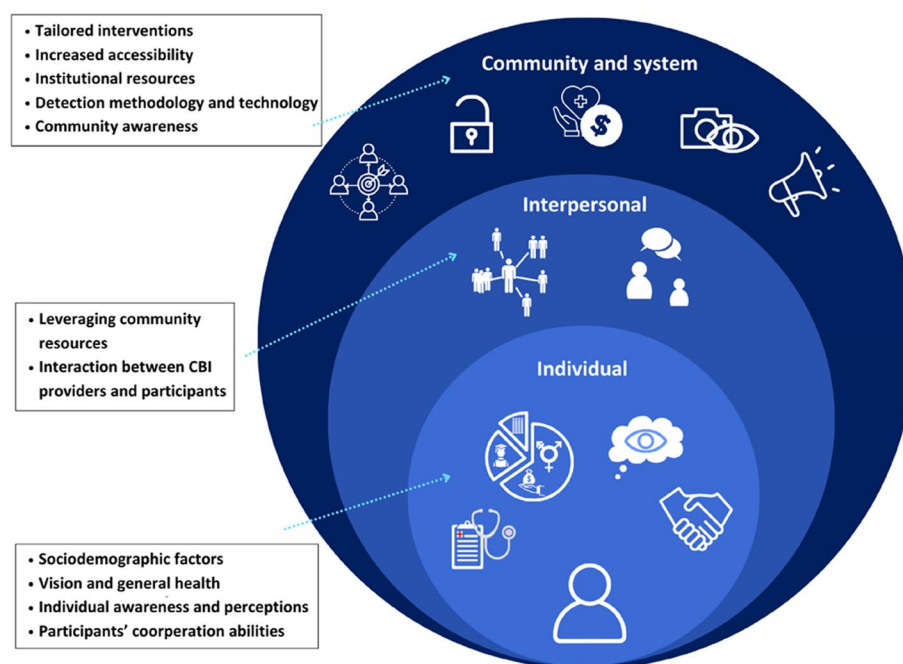 • Tailored interventions
• Increased accessibility
• Institutional resources
• Detection methodology and technology
• Community awareness
Community and system
$
Interpersonal
• Leveraging community
resources
• Interaction between CBI
providers and participants
Individual
$
• Sociodemographic factors
• Vision and general health
• Individual awareness and perceptions
• Participants' coorperation abilities